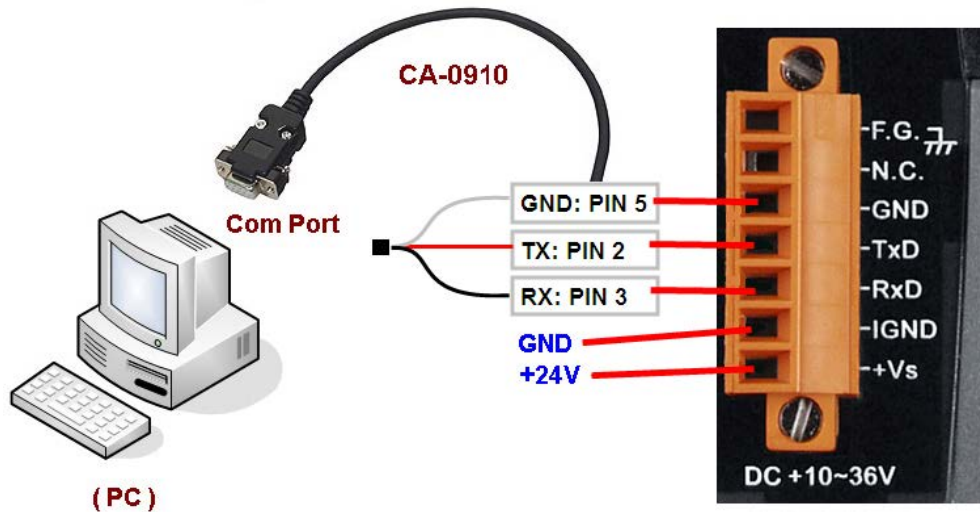 CA-0910
Com Port
(PC)
GND: PIN 5
TX: PIN 2
RX: PIN 3
GND
+24V
F.G.
N.C.
GND
TxD
RxD
IGND
+Vs
DC +10~36V